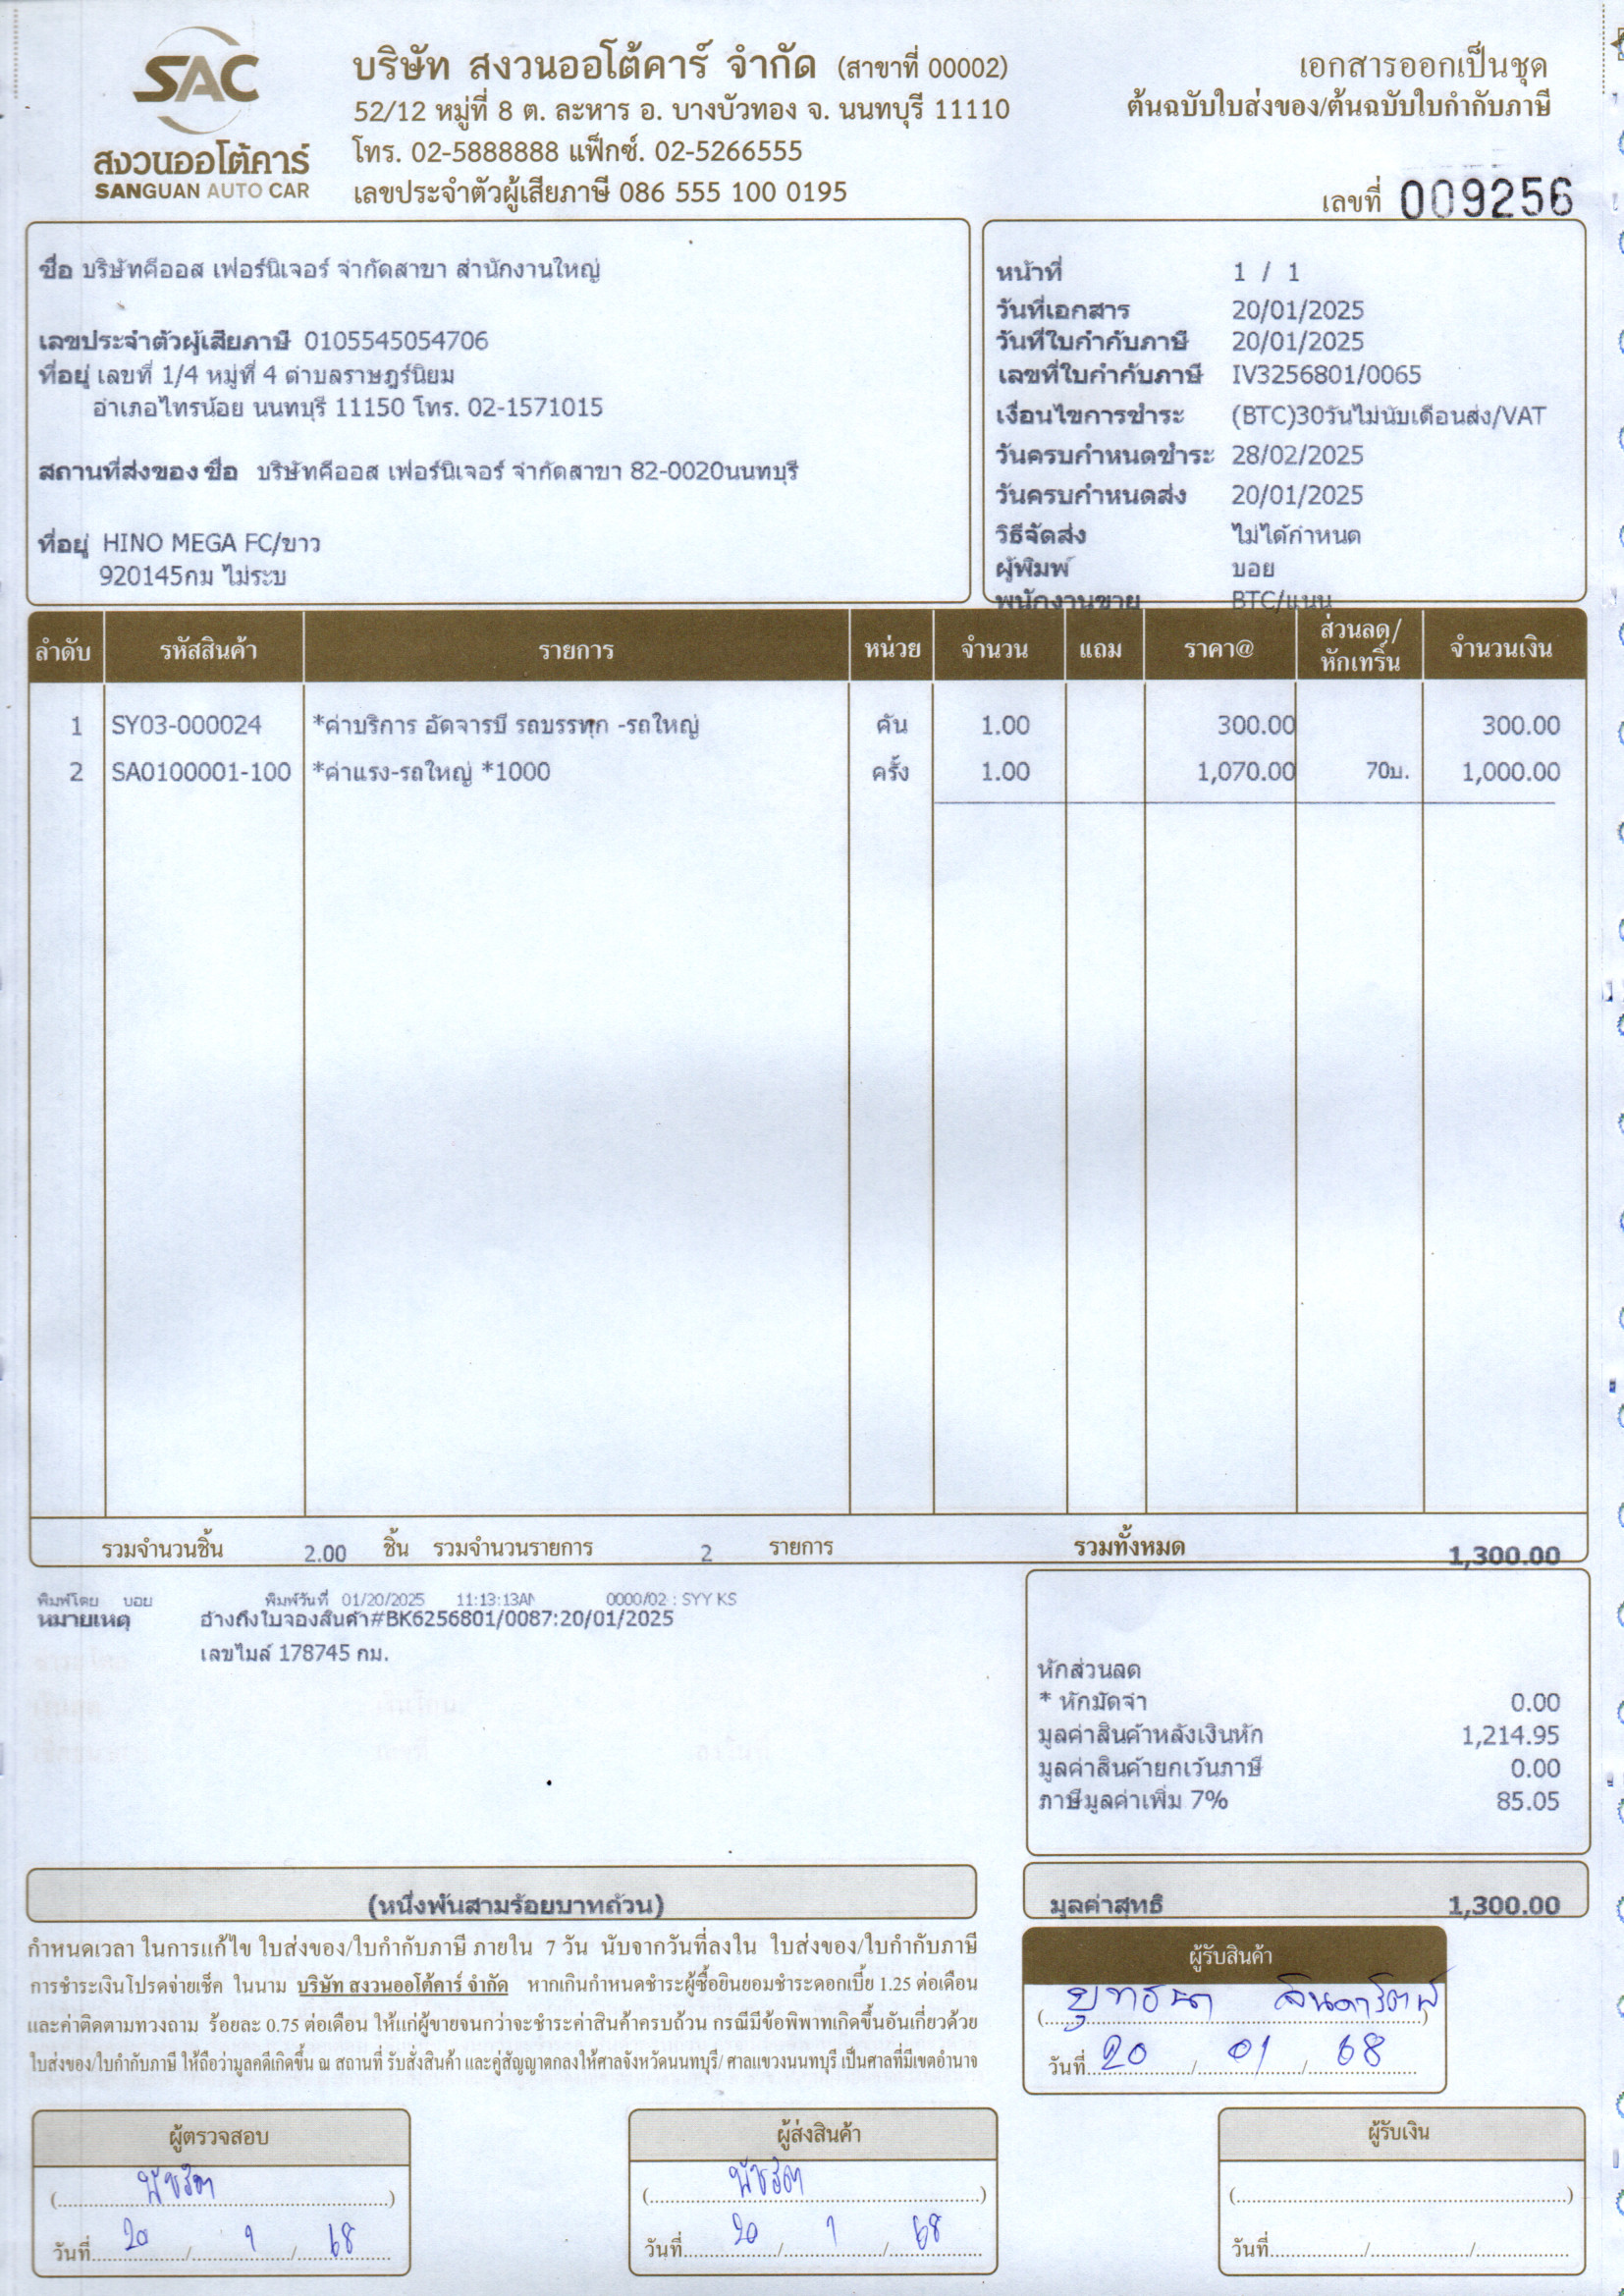 SAC
สงวนออโต้คาร์
SANGUAN AUTO CAR
บริษัท สงวนออโต้คาร์ จำกัด (สาขาที่ 00002)
52/12 หมู่ที่ 8 ต. ละหาร อ. บางบัวทอง จ. นนทบุรี 11110
โทร. 02-5888888 แฟ็กซ์. 02-5266555
เลขประจำตัวผู้เสียภาษี 086 555 100 0195
เอกสารออกเป็นชุด
ต้นฉบับใบส่งของ/ต้นฉบับใบกำกับภาษี
เลขที่ 009256
ชื่อ บริษัทคีออส เฟอร์นิเจอร์ จำกัดสาขา สำนักงานใหญ่
เลขประจำตัวผู้เสียภาษี 0105545054706
ที่อยู่ เลขที่ 1/4 หมู่ที่ 4 ตำบลราษฎร์นิยม
อำเภอไทรน้อย นนทบุรี 11150 โทร. 02-1571015
สถานที่ส่งของ ชื่อ บริษัทคีออส เฟอร์นิเจอร์ จำกัดสาขา 82-0020นนทบุรี
ที่อยู่ HINO MEGA FC/ขาว
920145กม ไม่ระบ
หน้าที่ 1 / 1
วันที่เอกสาร 20/01/2025
วันที่ใบกำกับภาษี 20/01/2025
เลขที่ใบกำกับภาษี IV3256801/0065
เงื่อนไขการชำระ (BTC)30วันไม่นับเดือนส่ง/VAT
วันครบกำหนดชำระ 28/02/2025
วันครบกำหนดส่ง 20/01/2025
วิธีจัดส่ง ไม่ได้กำหนด
ผู้พิมพ์ บอย
พนักงานขาย BTC/แนน
ลำดับ รหัสสินค้า รายการ หน่วย จำนวน แถม ราคา@ ส่วนลด/หักเทริ์น จำนวนเงิน
1 SY03-000024 *ค่าบริการ อัดจารบี รถบรรทุก -รถใหญ่ คัน 1.00 300.00 300.00
2 SA0100001-100 *ค่าแรง-รถใหญ่ *1000 ครั้ง 1.00 1,070.00 70บ. 1,000.00
รวมจำนวนชิ้น 2.00 ชิ้น รวมจำนวนรายการ 2 รายการ รวมทั้งหมด 1,300.00
พิมพ์โดย บอย พิมพ์วันที่ 01/20/2025 11:13:13AM 0000/02 : SYY KS
หมายเหตุ อ้างถึงใบจองสินค้า#BK6256801/0087:20/01/2025
เลขไมล์ 178745 กม.
หักส่วนลด
* หักมัดจำ 0.00
มูลค่าสินค้าหลังเงินหัก 1,214.95
มูลค่าสินค้ายกเว้นภาษี 0.00
ภาษีมูลค่าเพิ่ม 7% 85.05
(หนึ่งพันสามร้อยบาทถ้วน)
มูลค่าสุทธิ 1,300.00
กำหนดเวลา ในการแก้ไข ใบส่งของ/ใบกำกับภาษี ภายใน 7 วัน นับจากวันที่ลงใน ใบส่งของ/ใบกำกับภาษี
การชำระเงินโปรดจ่ายเช็ค ในนาม บริษัท สงวนออโต้คาร์ จำกัด หากเกินกำหนดชำระผู้ซื้อยินยอมชำระดอกเบี้ย 1.25 ต่อเดือน
และค่าติดตามทวงถาม ร้อยละ 0.75 ต่อเดือน ให้แก่ผู้ขายจนกว่าจะชำระค่าสินค้าครบถ้วน กรณีมีข้อพิพาทเกิดขึ้นอันเกี่ยวด้วย
ใบส่งของ/ใบกำกับภาษี ให้ถือว่ามูลคดีเกิดขึ้น ณ สถานที่ รับสั่งสินค้า และคู่สัญญาตกลงให้ศาลจังหวัดนนทบุรี/ ศาลแขวงนนทบุรี เป็นศาลที่มีเขตอำนาจ
ผู้รับสินค้า
วันที่ 20 / 01 / 68
ผู้ตรวจสอบ
วันที่ 20 / 1 / 68
ผู้ส่งสินค้า
วันที่ 20 / 1 / 68
ผู้รับเงิน
วันที่ / /